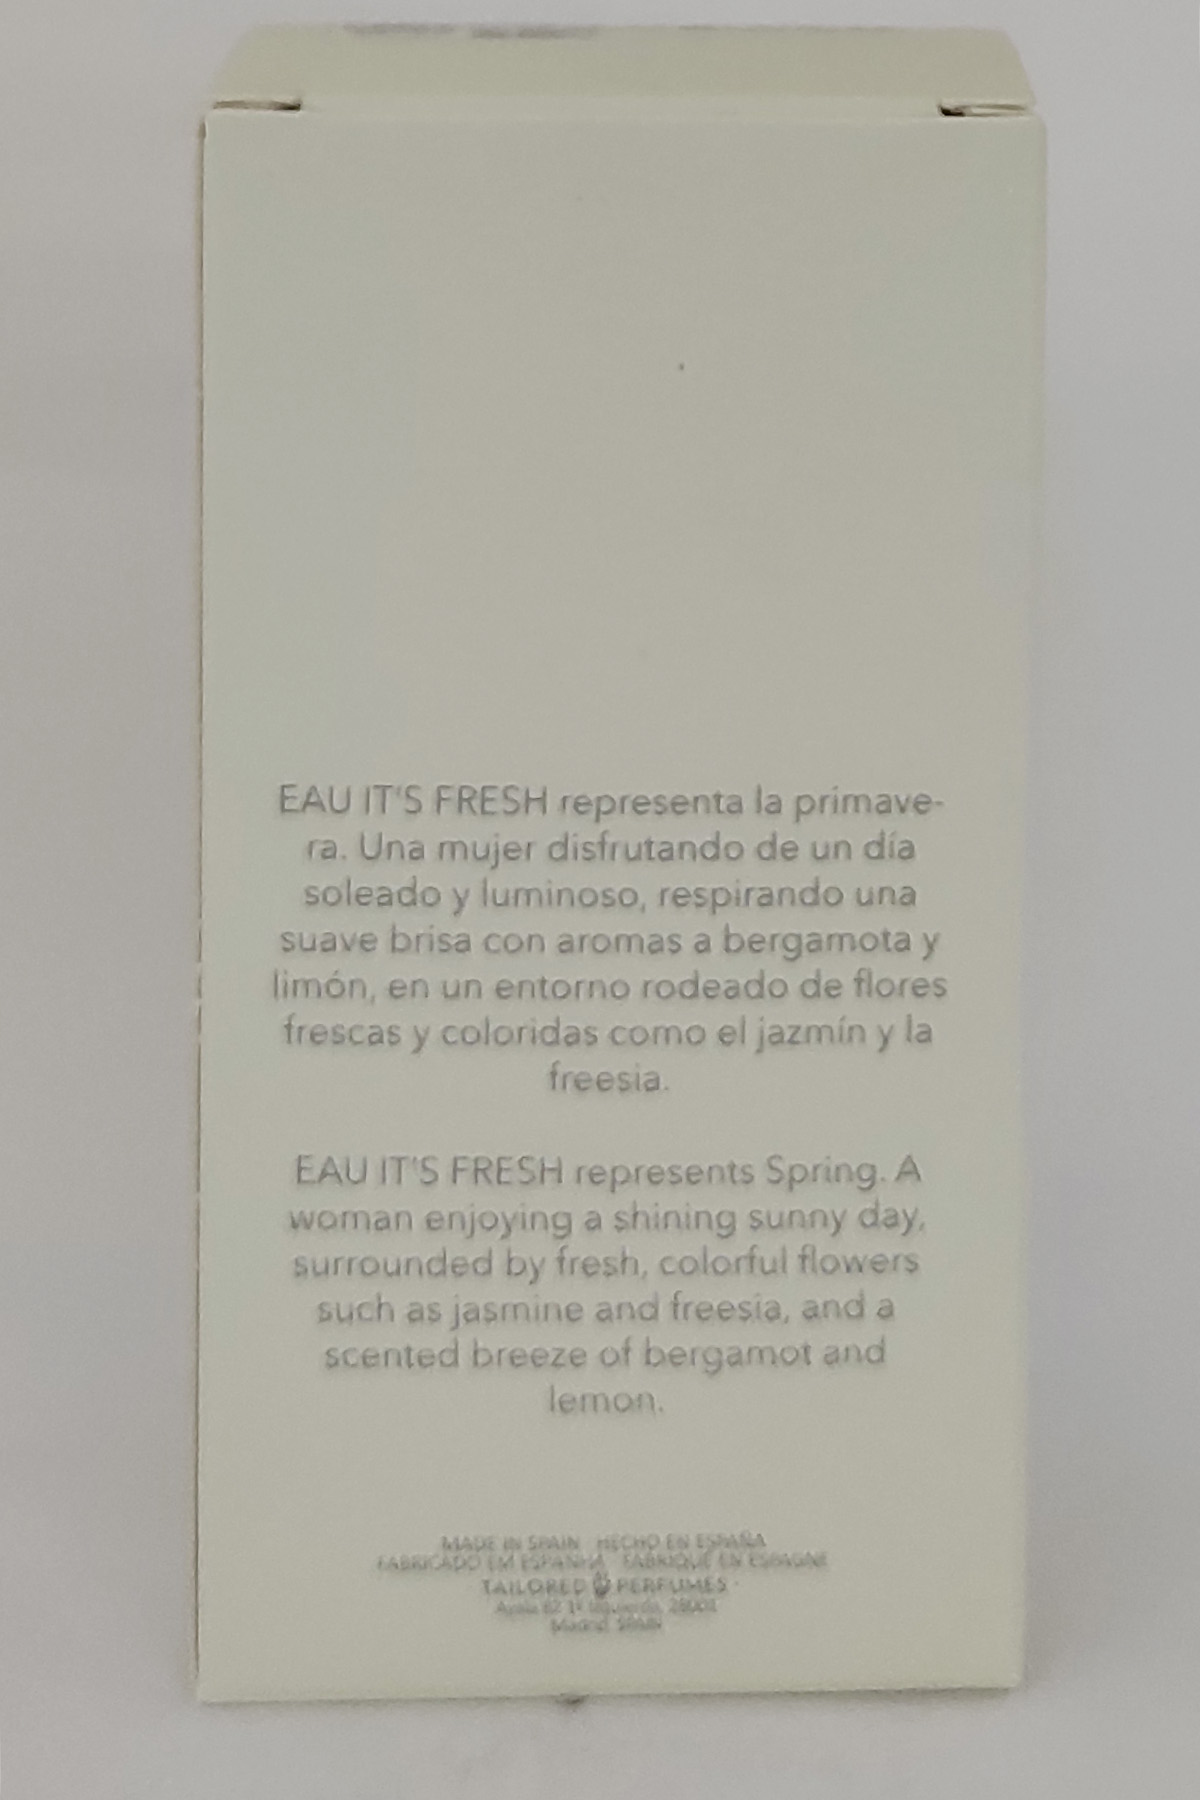 EAU IT'S FRESH representa la primave-
ra. Una mujer disfrutando de un día
soleado y luminoso, respirando una
suave brisa con aromas a bergamota y
limón, en un entorno rodeado de flores
frescas y coloridas como el jazmín y la
freesia.
EAU IT'S FRESH represents Spring. A
woman enjoying a shining sunny day,
surrounded by fresh, colorful flowers
such as jasmine and freesia, and a
scented breeze of bergamot and
lemon.
MADE IN SPAIN HECHO EN ESPAÑA
FABRICADO EM ESPANHA FABRIQUÉ EN ESPAGNE
TAILORED PERFUMES
Madrid SPAIN